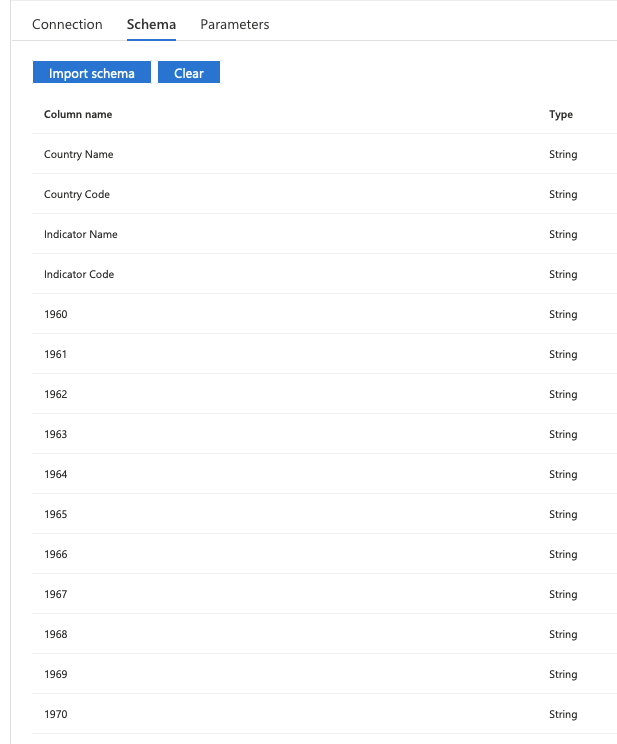 Connection Schema Parameters
Import schema Clear
Column name Type
Country Name String
Country Code String
Indicator Name String
Indicator Code String
1960 String
1961 String
1962 String
1963 String
1964 String
1965 String
1966 String
1967 String
1968 String
1969 String
1970 String